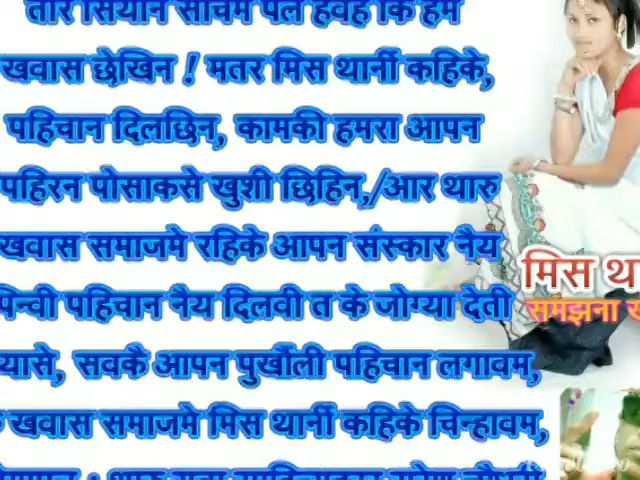 तोर सियान सोचमे पल हवह कि हम
खवास छेखिन ! मतर मिस थार्नी कहिके,
पहिचान दिलछिन, कामकी हमरा आपन
पहिरन पोसाकसे खुशी छिहिन,/आर थारु
खवास समाजमे रहिके आपन संस्कार नैय
पिन्वी पहिचान नैय दिलवी त के जोग्या देती
यासे, सवकै आपन पुर्खौली पहिचान लगावम,
खवास समाजमे मिस थार्नी कहिके चिन्हावम,
मिस
समझना